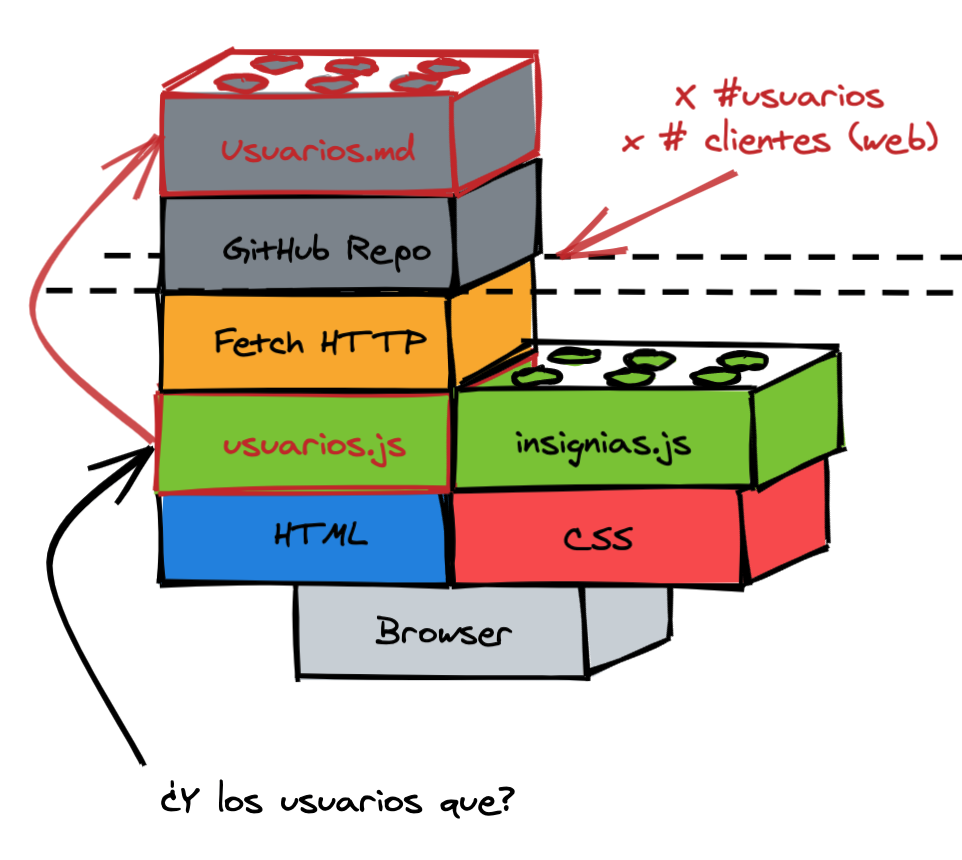 x #usuarios
x # clientes (web)
Usuarios.md
GitHub Repo
Fetch HTTP
usuarios.js
insignias.js
HTML
CSS
Browser
¿Y los usuarios que?